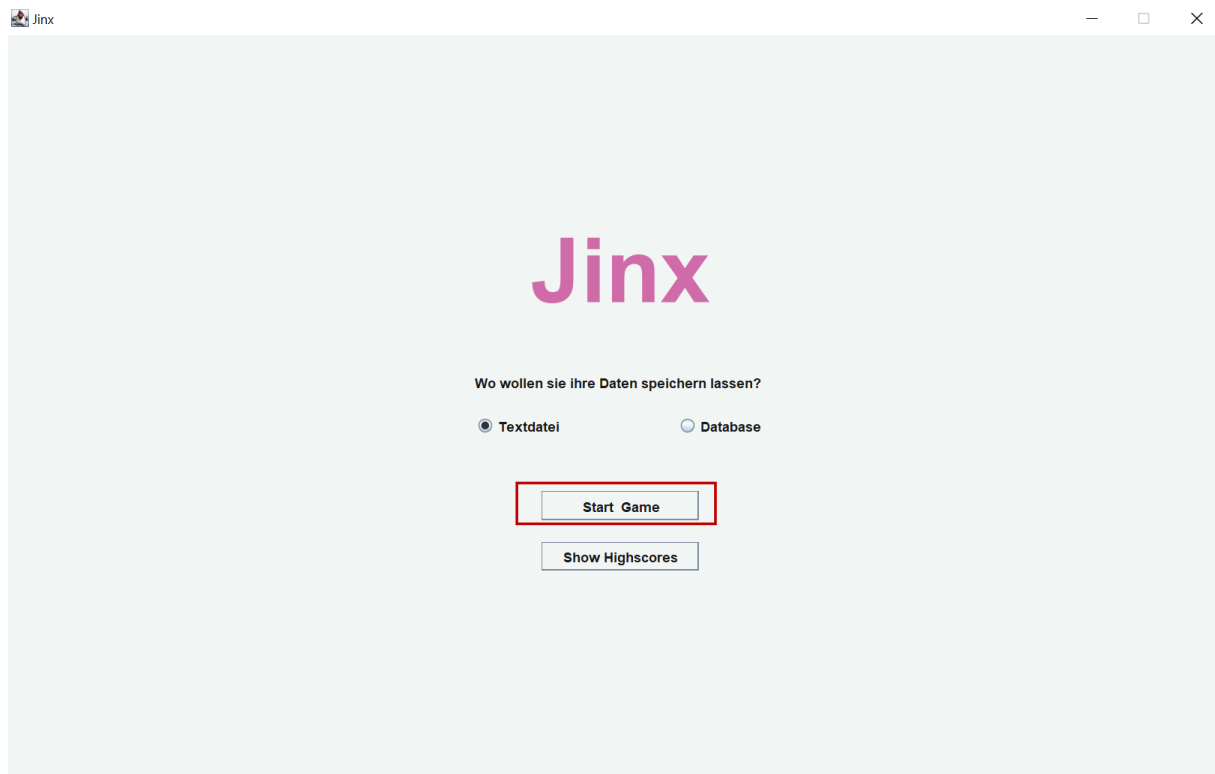 Jinx
Jinx
Wo wollen sie ihre Daten speichern lassen?
Textdatei Database
Start Game
Show Highscores